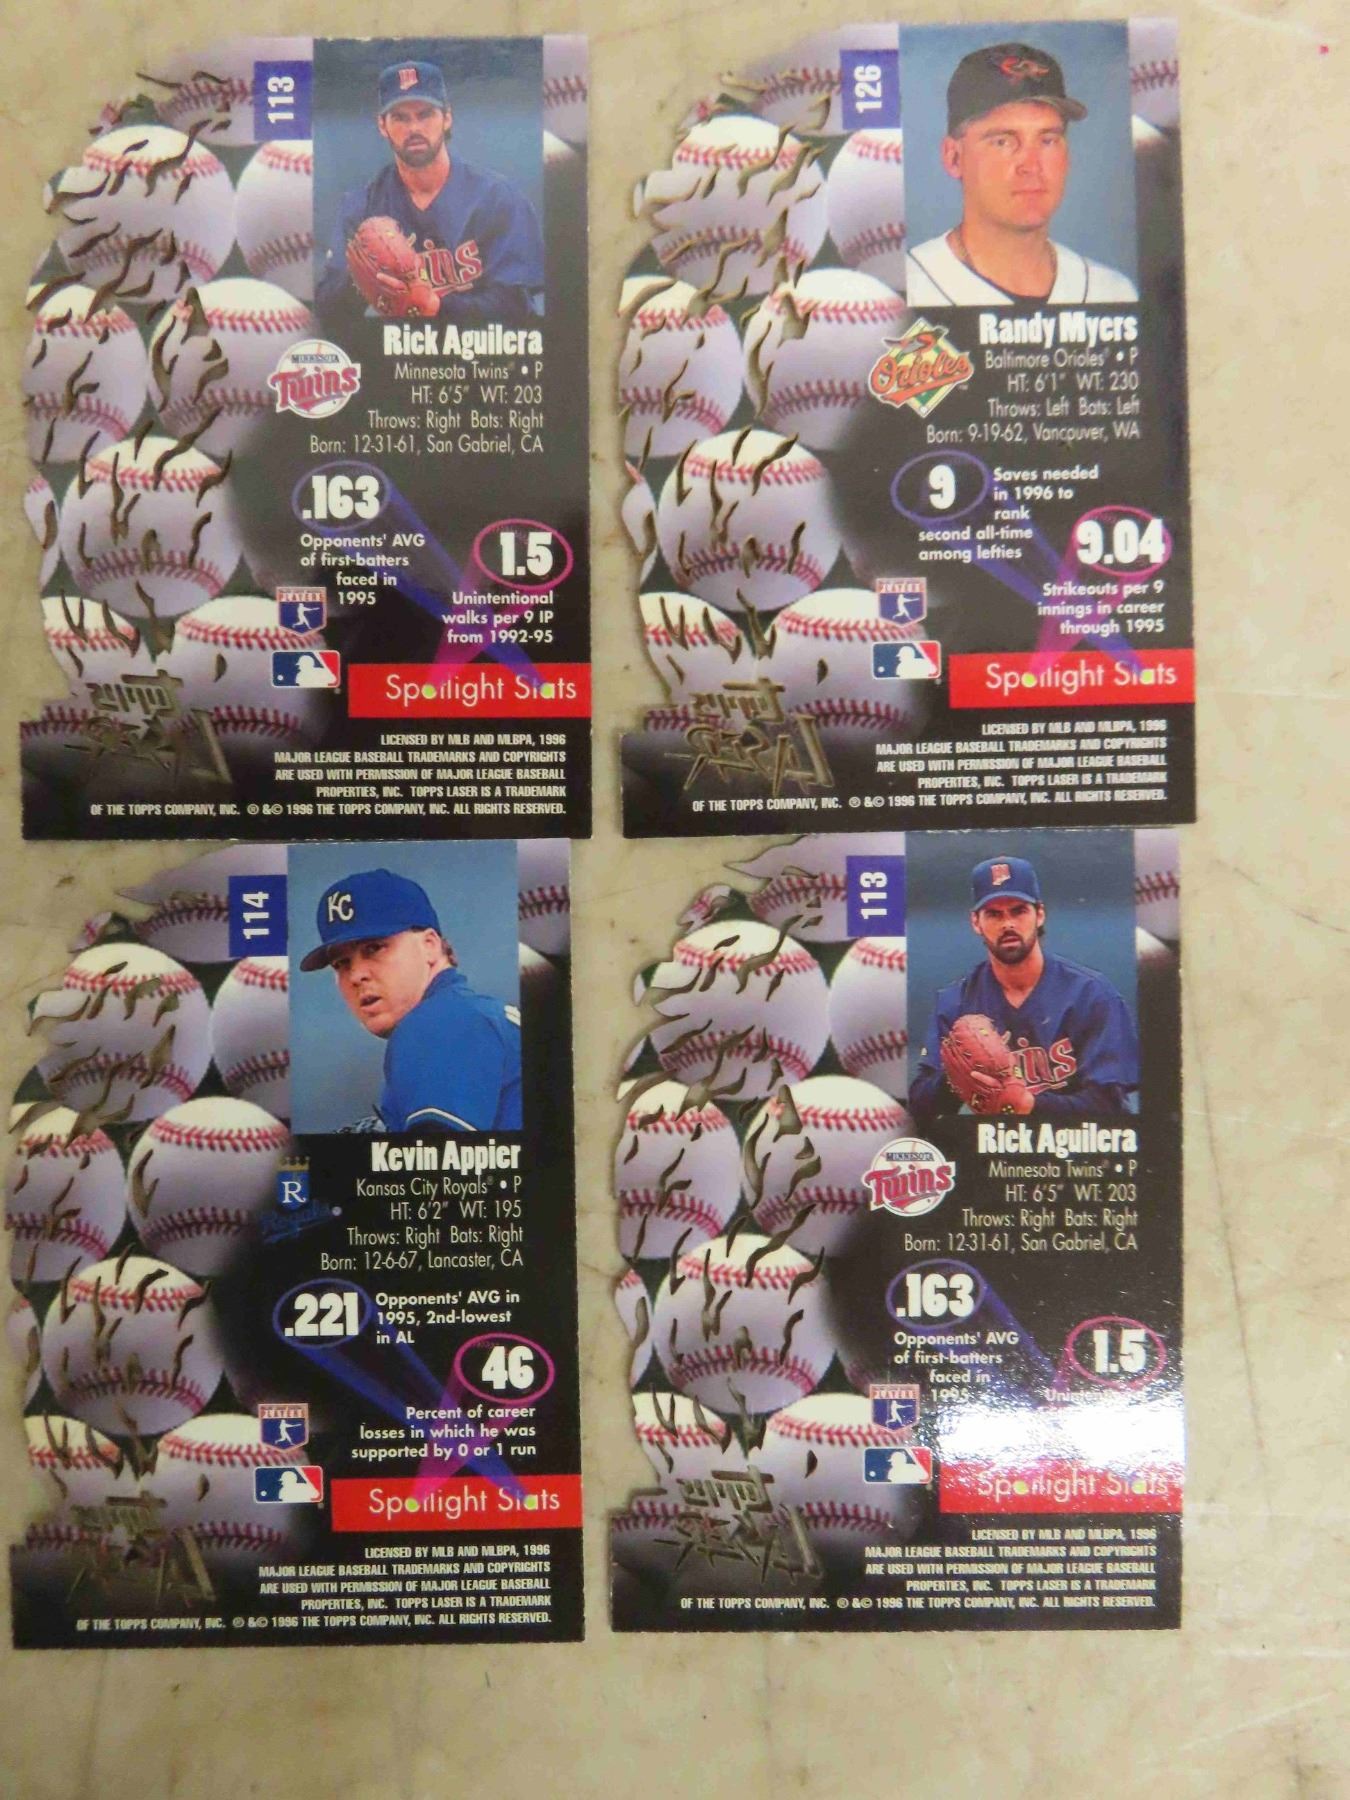 113
Rick Aguilera
MINNESOTA
Twins
Minnesota Twins • P
HT: 6'5" WT: 203
Throws: Right Bats: Right
Born: 12-31-61, San Gabriel, CA
.163
Opponents' AVG
of first-batters
faced in
1995
1.5
Unintentional
walks per 9 IP
from 1992-95
PLAYERS
Spotlight Stats
LICENSED BY MLB AND MLBPA, 1996
MAJOR LEAGUE BASEBALL TRADEMARKS AND COPYRIGHTS
ARE USED WITH PERMISSION OF MAJOR LEAGUE BASEBALL
PROPERTIES, INC. TOPPS LASER IS A TRADEMARK
OF THE TOPPS COMPANY, INC. ® &© 1996 THE TOPPS COMPANY, INC. ALL RIGHTS RESERVED.
126
Randy Myers
Orioles
Baltimore Orioles® • P
HT: 6'1" WT: 230
Throws: Left Bats: Left
Born: 9-19-62, Vancouver, WA
9
Saves needed
in 1996 to
rank
second all-time
among lefties
9.04
Strikeouts per 9
innings in career
through 1995
PLAYERS
Spotlight Stats
LICENSED BY MLB AND MLBPA, 1996
MAJOR LEAGUE BASEBALL TRADEMARKS AND COPYRIGHTS
ARE USED WITH PERMISSION OF MAJOR LEAGUE BASEBALL
PROPERTIES, INC. TOPPS LASER IS A TRADEMARK
OF THE TOPPS COMPANY, INC. ® &© 1996 THE TOPPS COMPANY, INC. ALL RIGHTS RESERVED.
114
KC
Kevin Appier
R
Royals
Kansas City Royals® • P
HT: 6'2" WT: 195
Throws: Right Bats: Right
Born: 12-6-67, Lancaster, CA
.221
Opponents' AVG in
1995, 2nd-lowest
in AL
46
Percent of career
losses in which he was
supported by 0 or 1 run
PLAYERS
Spotlight Stats
LICENSED BY MLB AND MLBPA, 1996
MAJOR LEAGUE BASEBALL TRADEMARKS AND COPYRIGHTS
ARE USED WITH PERMISSION OF MAJOR LEAGUE BASEBALL
PROPERTIES, INC. TOPPS LASER IS A TRADEMARK
OF THE TOPPS COMPANY, INC. ® &© 1996 THE TOPPS COMPANY, INC. ALL RIGHTS RESERVED.
113
Rick Aguilera
MINNESOTA
Twins
Minnesota Twins® • P
HT: 6'5" WT: 203
Throws: Right Bats: Right
Born: 12-31-61, San Gabriel, CA
.163
Opponents' AVG
of first-batters
faced in
1995
1.5
PLAYERS
Spotlight Stats
LICENSED BY MLB AND MLBPA, 1996
MAJOR LEAGUE BASEBALL TRADEMARKS AND COPYRIGHTS
ARE USED WITH PERMISSION OF MAJOR LEAGUE BASEBALL
PROPERTIES, INC. TOPPS LASER IS A TRADEMARK
OF THE TOPPS COMPANY, INC. ® &© 1996 THE TOPPS COMPANY, INC. ALL RIGHTS RESERVED.